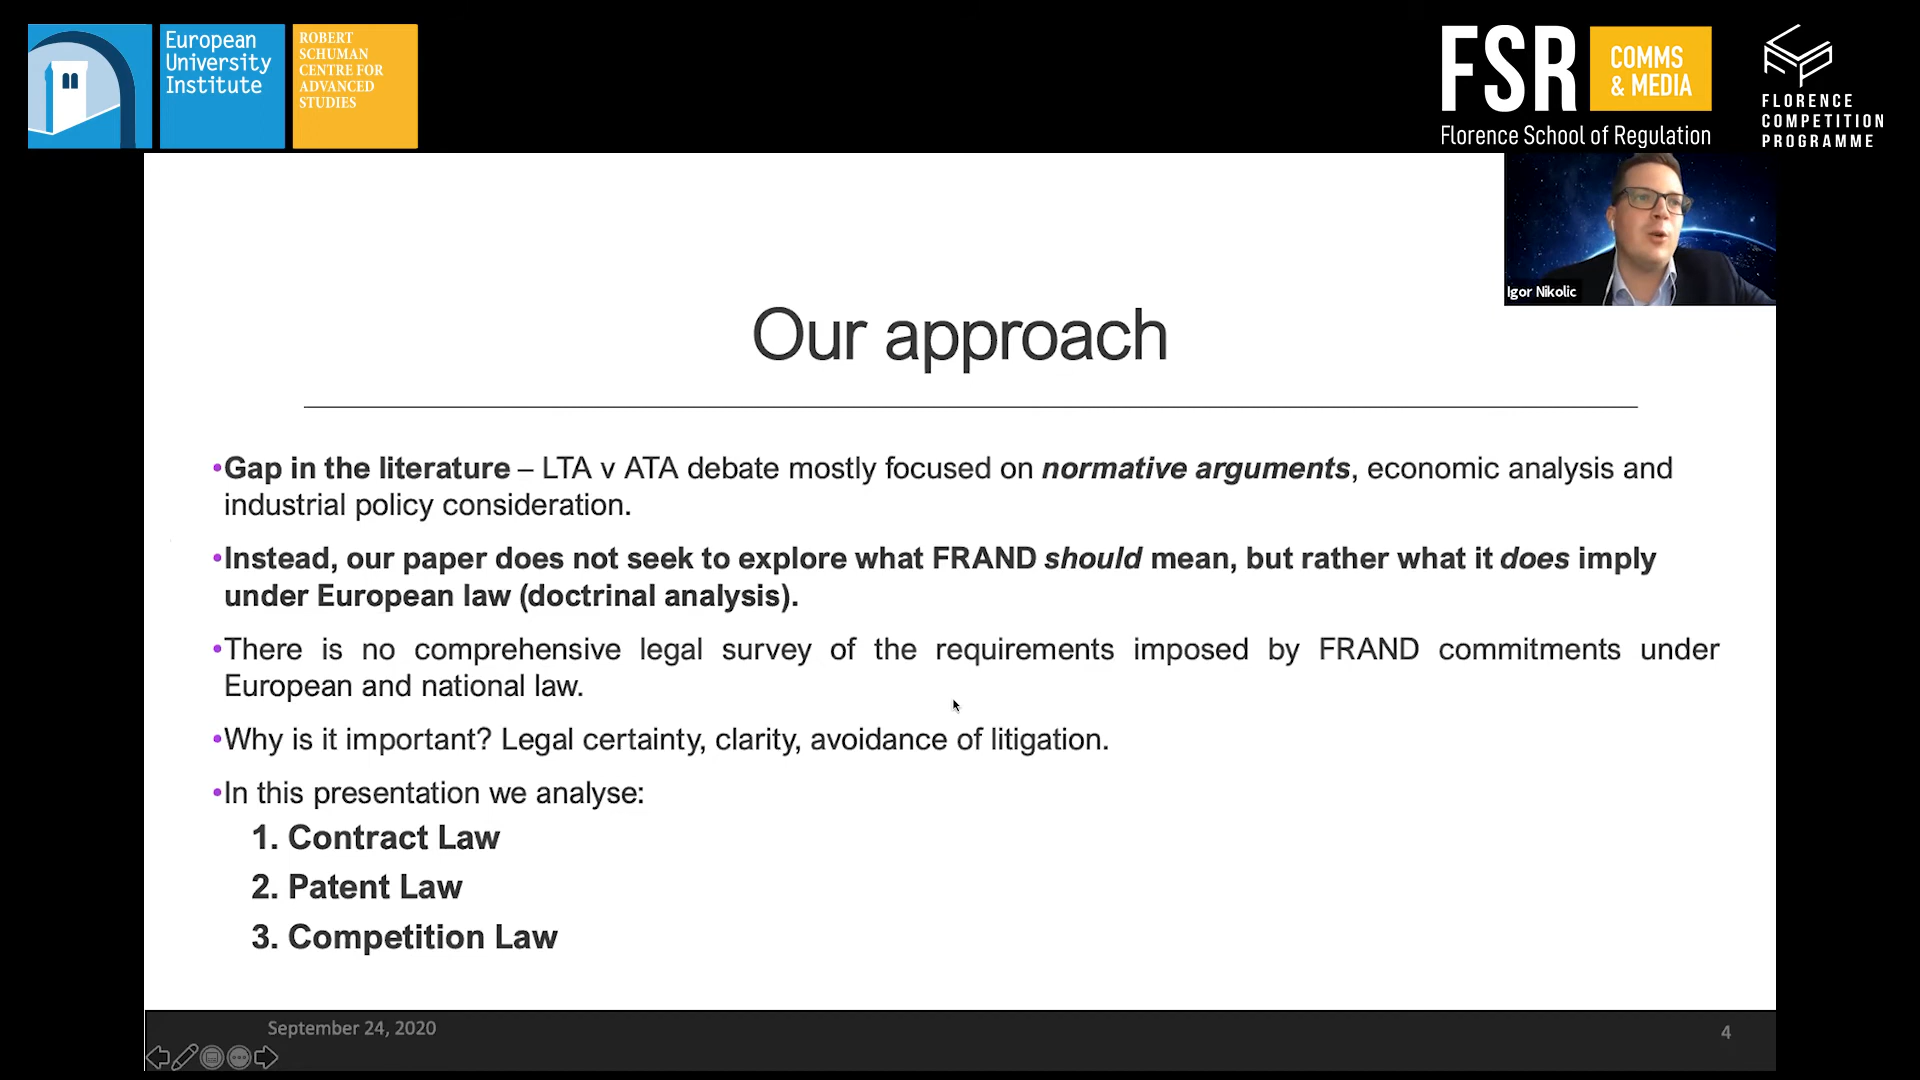 European
University
Institute
ROBERT
SCHUMAN
CENTRE FOR
ADVANCED
STUDIES
FSR
COMMS
& MEDIA
Florence School of Regulation
FLORENCE
COMPETITION
PROGRAMME
Igor Nikolic
Our approach
•Gap in the literature – LTA v ATA debate mostly focused on normative arguments, economic analysis and
industrial policy consideration.
•Instead, our paper does not seek to explore what FRAND should mean, but rather what it does imply
under European law (doctrinal analysis).
•There is no comprehensive legal survey of the requirements imposed by FRAND commitments under
European and national law.
•Why is it important? Legal certainty, clarity, avoidance of litigation.
•In this presentation we analyse:
1. Contract Law
2. Patent Law
3. Competition Law
September 24, 2020
4